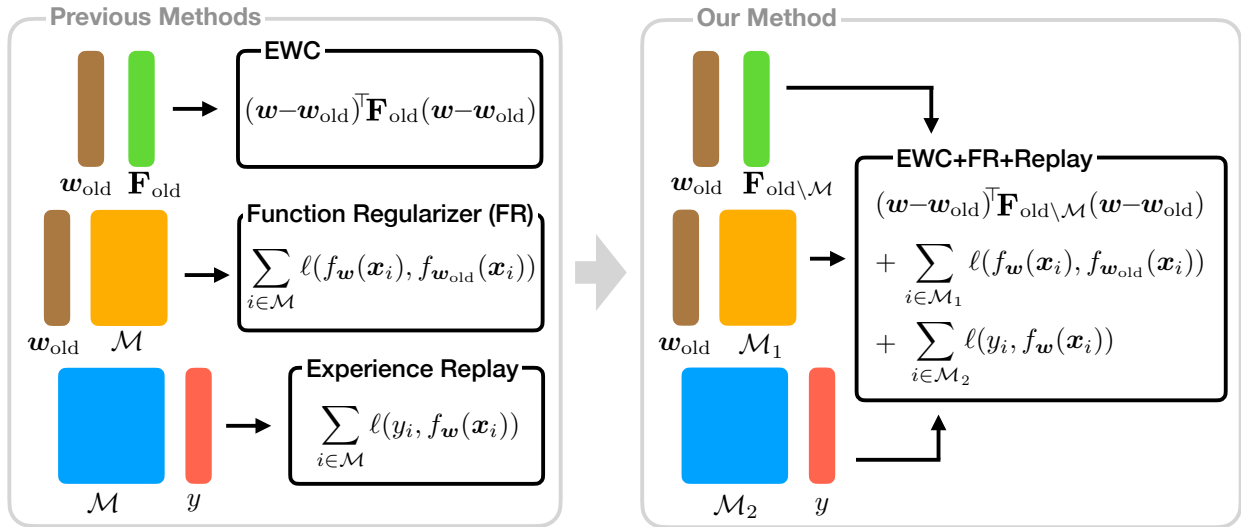 Previous Methods
EWC
(w−w_old)^⊤F_old(w−w_old)
w_old F_old
Function Regularizer (FR)
∑_{i∈ℳ} ℓ(f_w(x_i), f_{w_old}(x_i))
w_old ℳ
Experience Replay
∑_{i∈ℳ} ℓ(y_i, f_w(x_i))
ℳ y
Our Method
w_old F_{old\ℳ}
EWC+FR+Replay
(w−w_old)^⊤F_{old\ℳ}(w−w_old)
+ ∑_{i∈ℳ_1} ℓ(f_w(x_i), f_{w_old}(x_i))
+ ∑_{i∈ℳ_2} ℓ(y_i, f_w(x_i))
w_old ℳ_1
ℳ_2 y